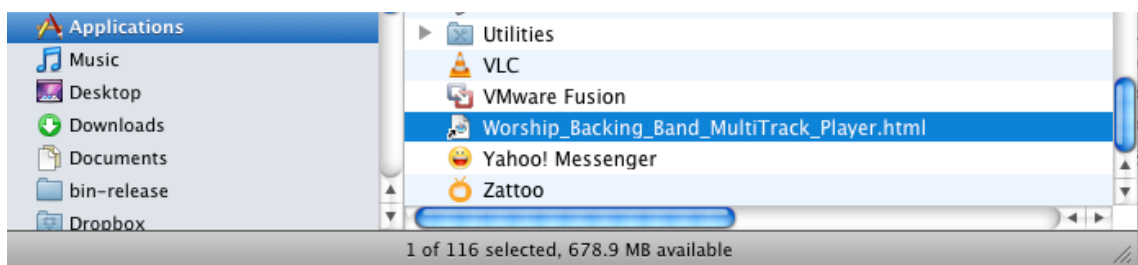 Applications
Music
Desktop
Downloads
Documents
bin-release
Dropbox
Utilities
VLC
VMware Fusion
Worship_Backing_Band_MultiTrack_Player.html
Yahoo! Messenger
Zattoo
1 of 116 selected, 678.9 MB available